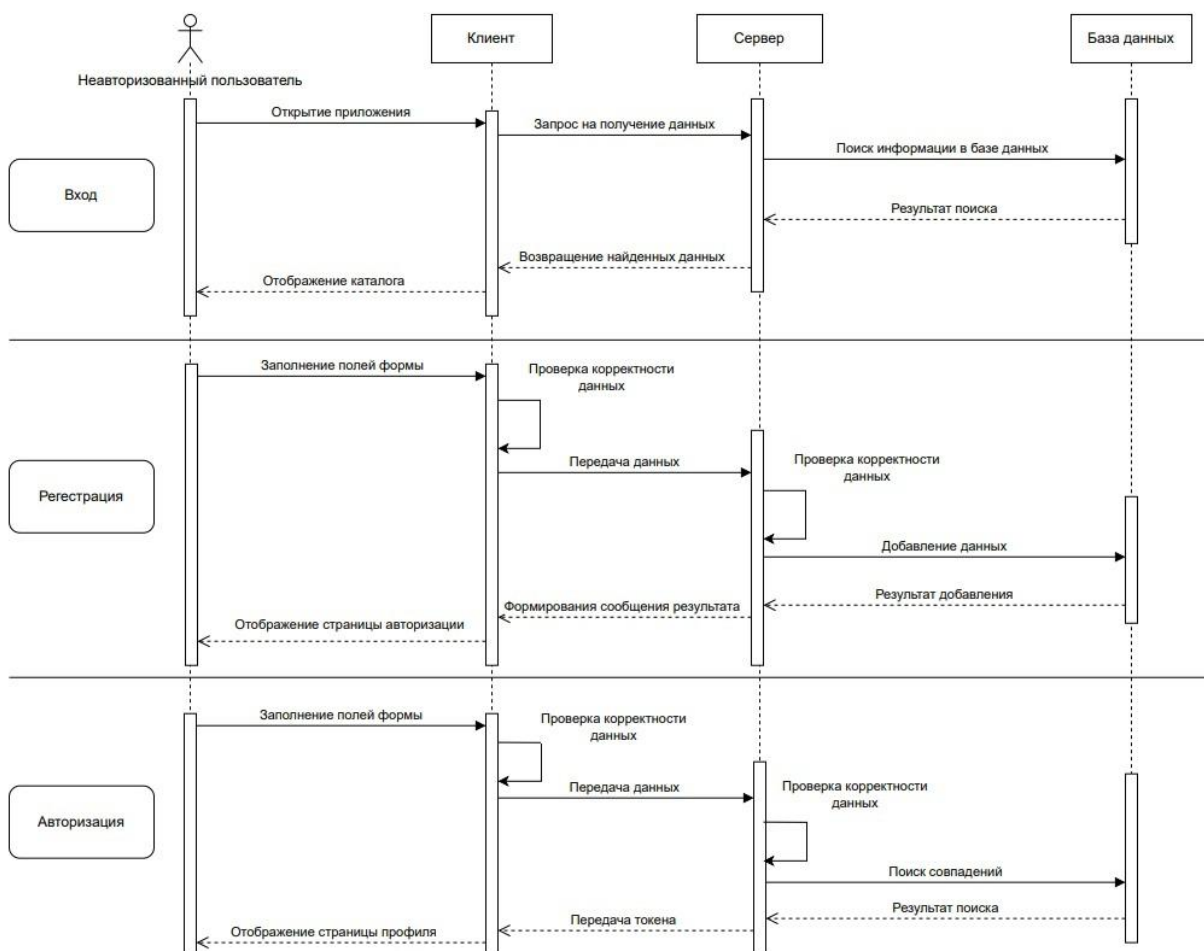 Клиент
Сервер
База данных
Неавторизованный пользователь
Открытие приложения
Запрос на получение данных
Поиск информации в базе данных
Вход
Результат поиска
Возвращение найденных данных
Отображение каталога
Заполнение полей формы
Проверка корректности
данных
Передача данных
Проверка корректности
данных
Регестрация
Добавление данных
Результат добавления
Формирования сообщения результата
Отображение страницы авторизации
Заполнение полей формы
Проверка корректности
данных
Передача данных
Проверка корректности
данных
Авторизация
Поиск совпадений
Результат поиска
Передача токена
Отображение страницы профиля